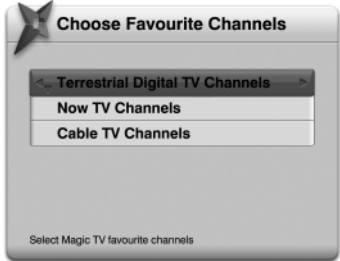 Choose Favourite Channels
Terrestrial Digital TV Channels
Now TV Channels
Cable TV Channels
Select Magic TV favourite channels